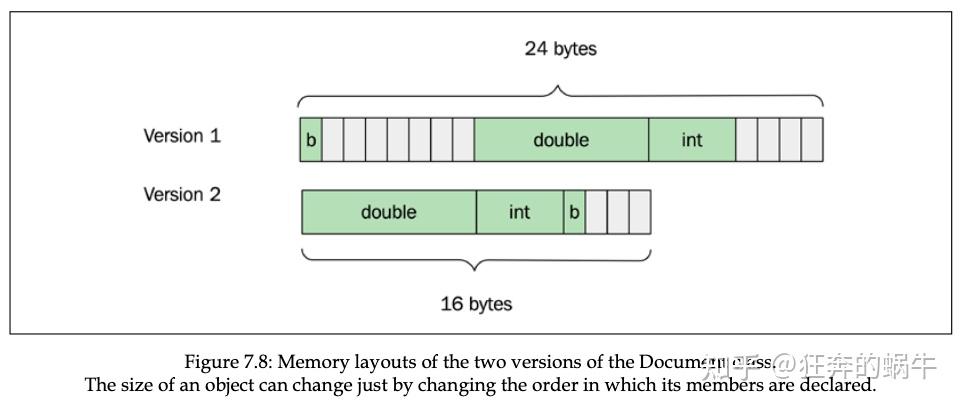 24 bytes
Version 1
b
double
int
Version 2
double
int
b
16 bytes
Figure 7.8: Memory layouts of the two versions of the Document class.
The size of an object can change just by changing the order in which its members are declared.
知乎 @狂奔的蜗牛